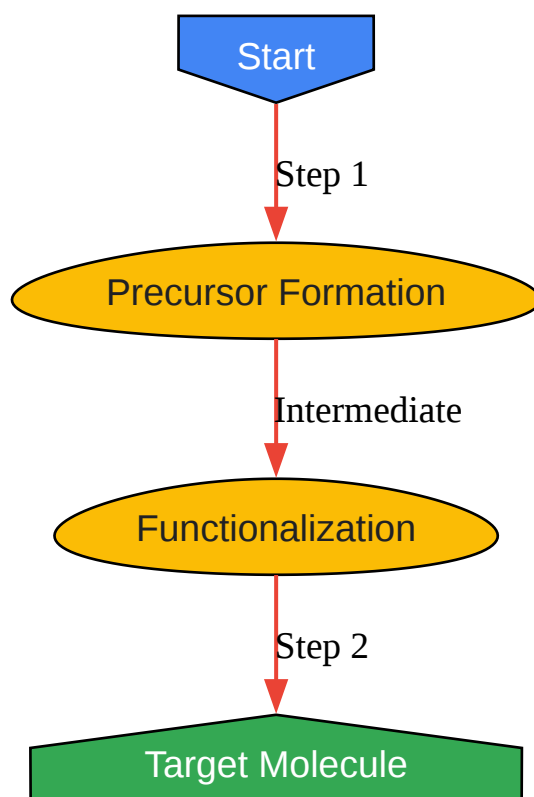 Start
Step 1
Precursor Formation
Intermediate
Functionalization
Step 2
Target Molecule